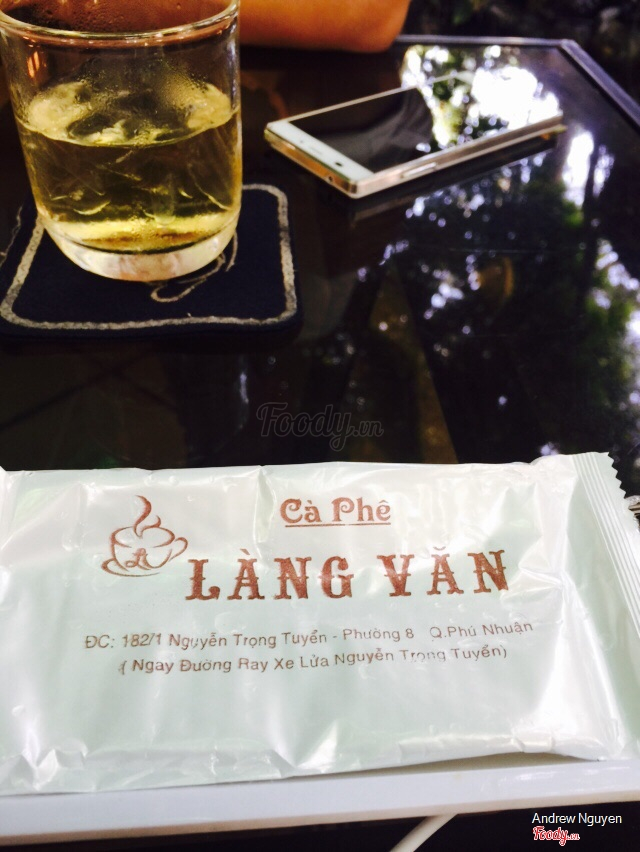 Foody.vn
Cà Phê
LÀNG VĂN
ĐC: 182/1 Nguyễn Trọng Tuyển - Phường 8 Q.Phú Nhuận
( Ngay Đường Ray Xe Lửa Nguyễn Trọng Tuyển)
Andrew Nguyen
Foody.vn